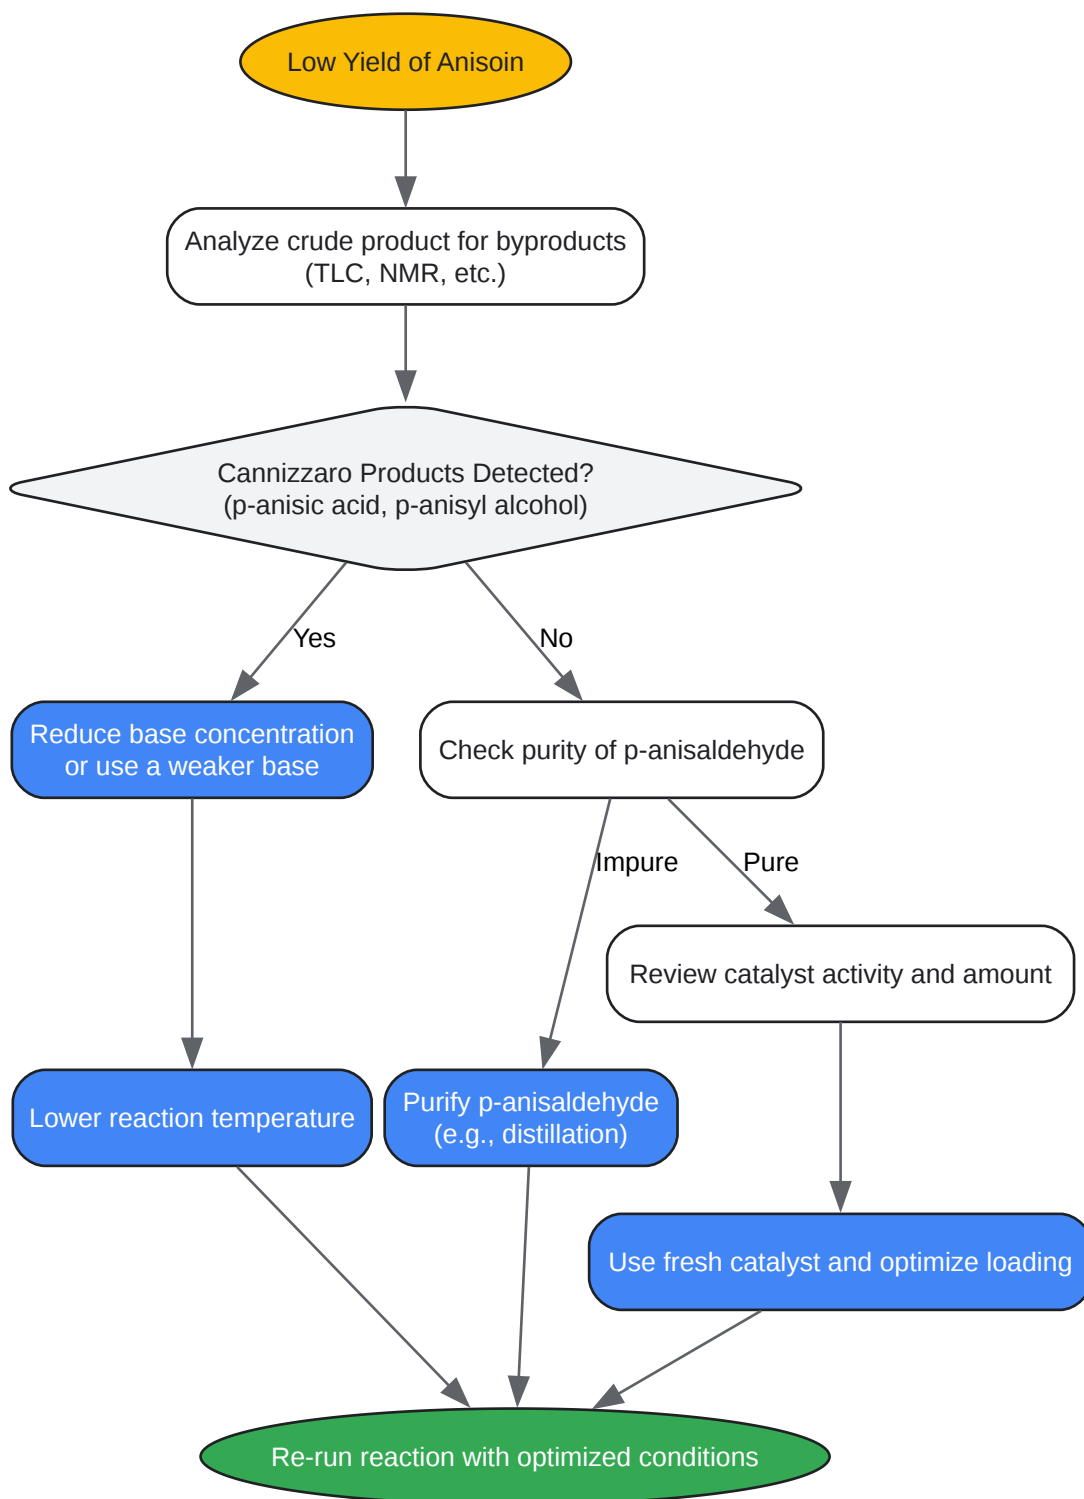 Low Yield of Anisoin
Analyze crude product for byproducts
(TLC, NMR, etc.)
Cannizzaro Products Detected?
(p-anisic acid, p-anisyl alcohol)
Yes
No
Reduce base concentration
or use a weaker base
Check purity of p-anisaldehyde
Impure
Pure
Review catalyst activity and amount
Lower reaction temperature
Purify p-anisaldehyde
(e.g., distillation)
Use fresh catalyst and optimize loading
Re-run reaction with optimized conditions